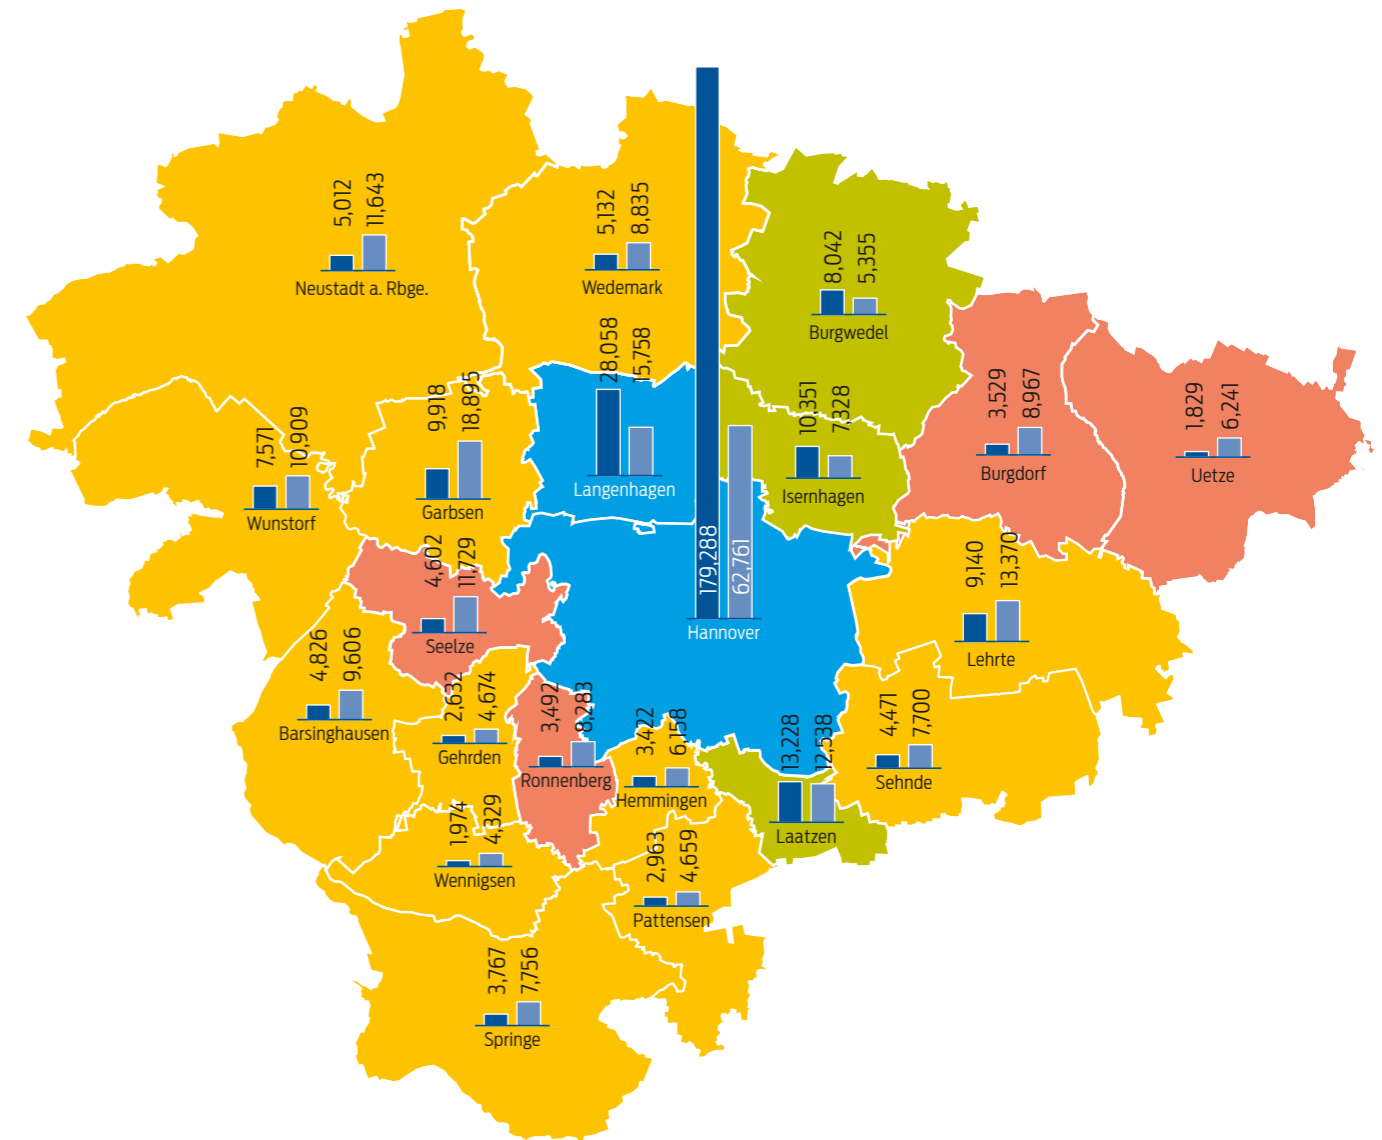 5,012
11,643
Neustadt a. Rbge.
5,132
8,835
Wedemark
8,042
5,355
Burgwedel
28,058
15,758
Langenhagen
10,351
7,328
Isernhagen
3,529
8,967
Burgdorf
1,829
6,241
Uetze
7,571
10,909
Wunstorf
9,918
18,895
Garbsen
179,288
62,761
Hannover
4,602
11,729
Seelze
9,140
13,370
Lehrte
4,826
9,606
Barsinghausen
2,632
4,674
Gehrden
3,492
8,283
Ronnenberg
3,422
6,158
Hemmingen
13,228
12,538
Laatzen
4,471
7,700
Sehnde
1,974
4,329
Wennigsen
2,963
4,659
Pattensen
3,767
7,756
Springe